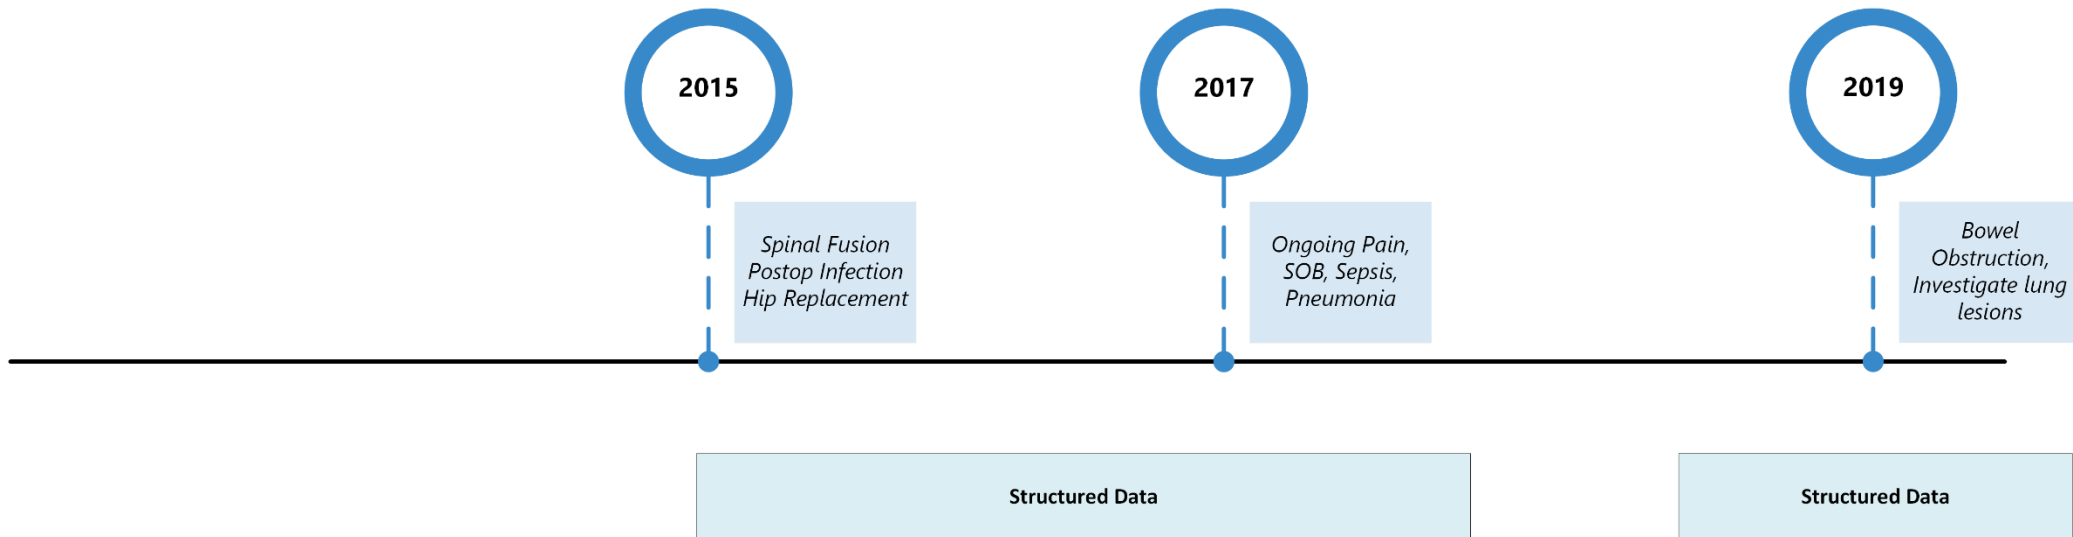 2015
2017
2019
Spinal Fusion
Postop Infection
Hip Replacement
Ongoing Pain,
SOB, Sepsis,
Pneumonia
Bowel
Obstruction,
Investigate lung
lesions
Structured Data
Structured Data